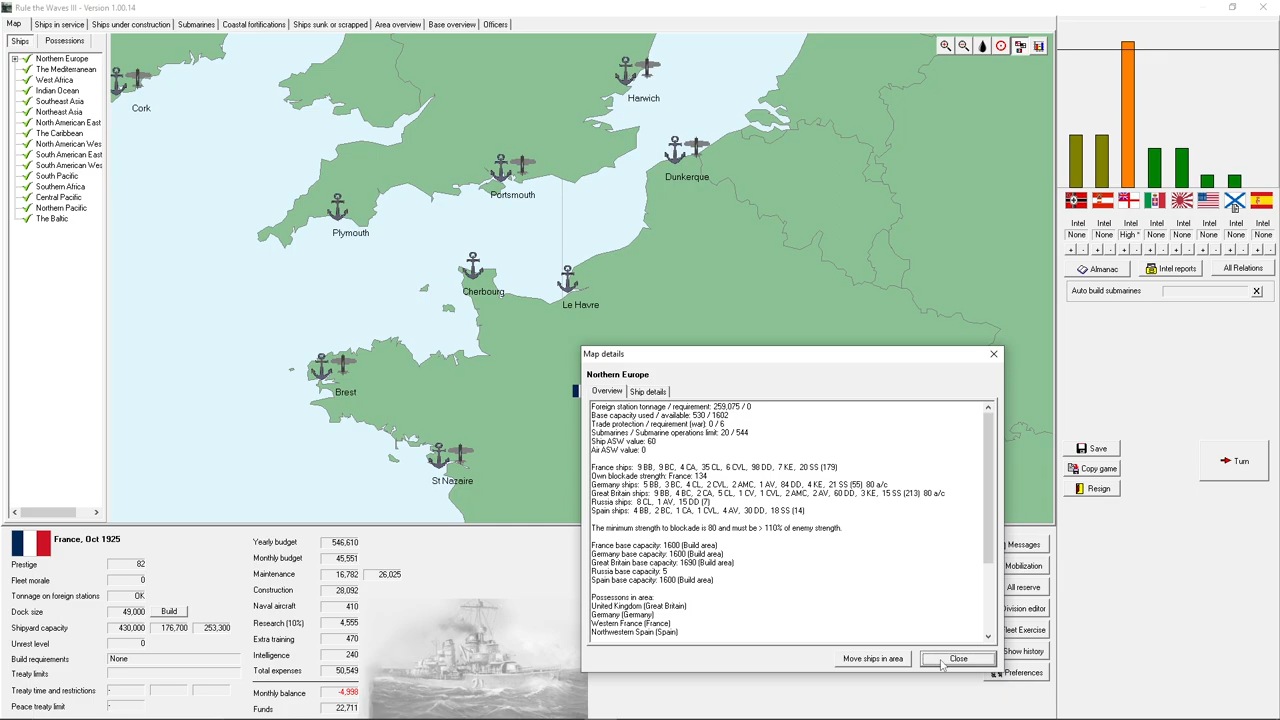 Rule the Waves III - Version 1.00.14
Map
Ships in service
Ships under construction
Submarines
Coastal fortifications
Ships sunk or scrapped
Area overview
Base overview
Officers
Ships
Possessions
Northern Europe
The Mediterranean
West Africa
Indian Ocean
Southeast Asia
Northeast Asia
North American East
The Caribbean
North American Wes
South American East
South American Wes
South Pacific
Southern Africa
Central Pacific
Northern Pacific
The Baltic
Cork
Harwich
Dunkerque
Portsmouth
Plymouth
Cherbourg
Le Havre
Brest
St Nazaire
Intel Intel Intel Intel Intel Intel Intel Intel
None None High * None None None None None
+ - + - + - + - + - + - + - + -
Almanac
Intel reports
All Relations
Auto build submarines
Save
Copy game
Resign
Turn
Map details
Northern Europe
Overview
Ship details
Foreign station tonnage / requirement: 259,075 / 0
Base capacity used / available: 530 / 1602
Trade protection / requirement (war): 0 / 6
Submarines / Submarine operations limit: 20 / 544
Ship ASW value: 60
Air ASW value: 0
France ships: 9 BB, 9 BC, 4 CA, 35 CL, 6 CVL, 98 DD, 7 KE, 20 SS (179)
Own blockade strength: France: 134
Germany ships: 5 BB, 3 BC, 4 CL, 2 CVL, 2 AMC, 1 AV, 84 DD, 4 KE, 21 SS (55) 80 a/c
Great Britain ships: 9 BB, 4 BC, 2 CA, 5 CL, 1 CV, 1 CVL, 2 AMC, 2 AV, 60 DD, 3 KE, 15 SS (213) 80 a/c
Russia ships: 8 CL, 1 AV, 15 DD (7)
Spain ships: 4 BB, 2 BC, 1 CA, 1 CVL, 4 AV, 30 DD, 18 SS (14)
The minimum strength to blockade is 80 and must be > 110% of enemy strength.
France base capacity: 1600 (Build area)
Germany base capacity: 1600 (Build area)
Great Britain base capacity: 1690 (Build area)
Russia base capacity: 5
Spain base capacity: 1600 (Build area)
Possessons in area:
United Kingdom (Great Britain)
Germany (Germany)
Western France (France)
Northwestern Spain (Spain)
Move ships in area
Close
France, Oct 1925
Prestige 82
Fleet morale 0
Tonnage on foreign stations OK
Dock size 49,000 Build
Shipyard capacity 430,000 176,700 253,300
Unrest level 0
Build requirements None
Treaty limits
Treaty time and restrictions -
Peace treaty limit -
Yearly budget 546,610
Monthly budget 45,551
Maintenance 16,782 26,025
Construction 28,092
Naval aircraft 410
Research (10%) 4,555
Extra training 470
Intelligence 240
Total expenses 50,549
Monthly balance -4,998
Funds 22,711
Messages
Mobilization
All reserve
Division editor
leet Exercise
Show history
Preferences